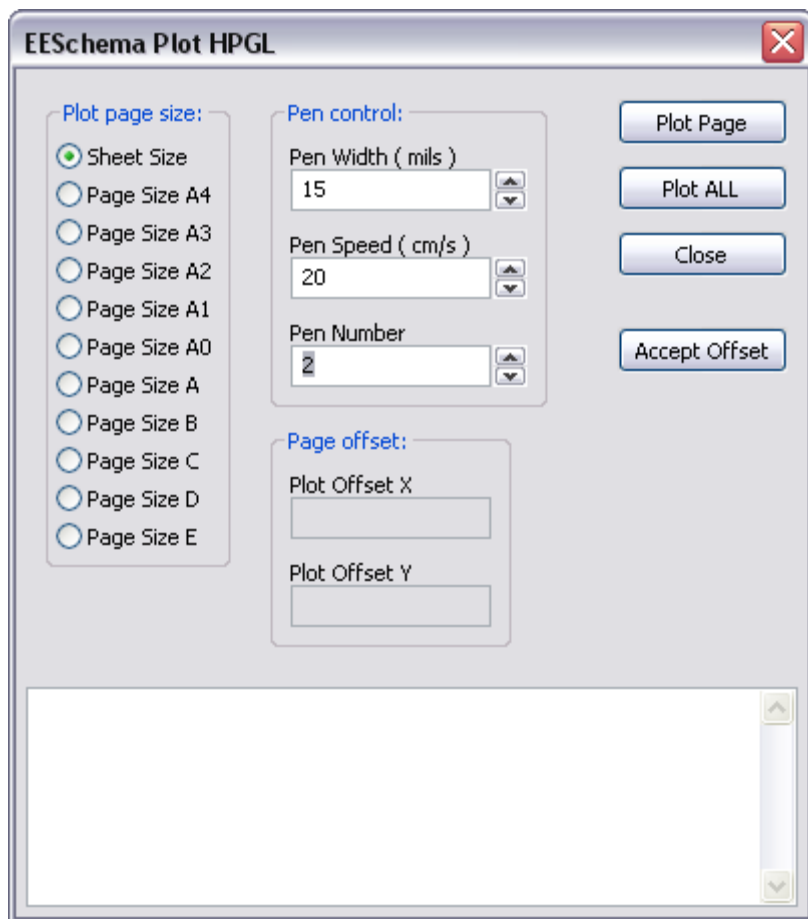 EESchema Plot HPGL
Plot page size:
Sheet Size
Page Size A4
Page Size A3
Page Size A2
Page Size A1
Page Size A0
Page Size A
Page Size B
Page Size C
Page Size D
Page Size E
Pen control:
Pen Width ( mils )
15
Pen Speed ( cm/s )
20
Pen Number
2
Page offset:
Plot Offset X
Plot Offset Y
Plot Page
Plot ALL
Close
Accept Offset